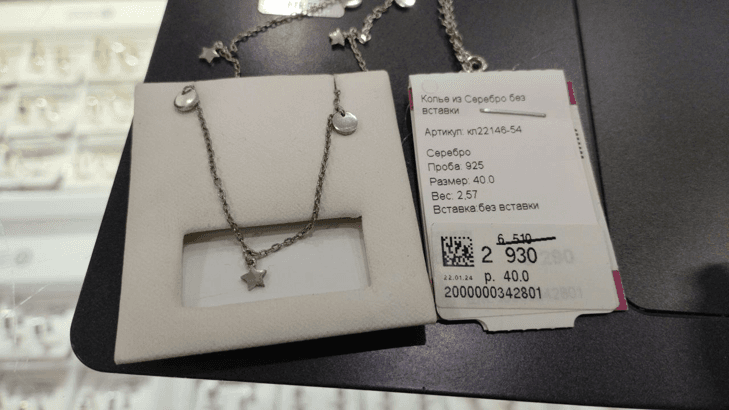 Колье из Серебро без
вставки
Артикул: кл22146-54
Серебро
Проба: 925
Размер: 40.0
Вес: 2,57
Вставка:без вставки
6 510
2 930
22.01.24
р. 40.0
2000000342801